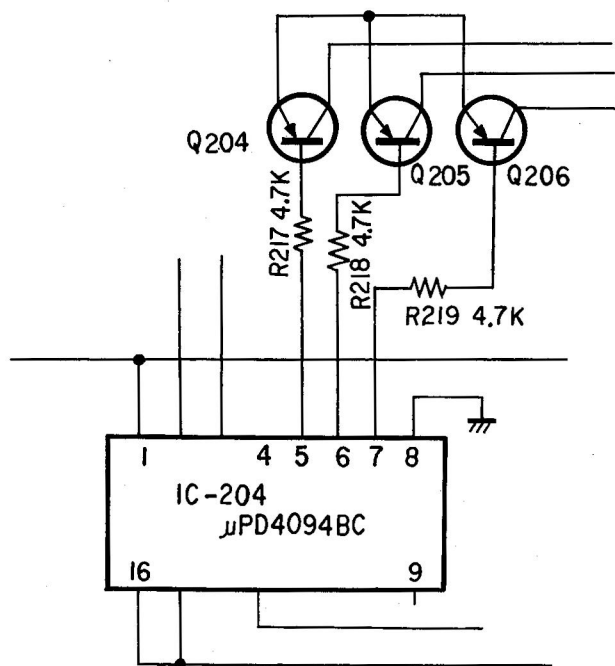 Q204
Q205
Q206
R217 4.7K
R218 4.7K
R219 4.7K
1
4
5
6
7
8
IC-204
μPD4094BC
16
9